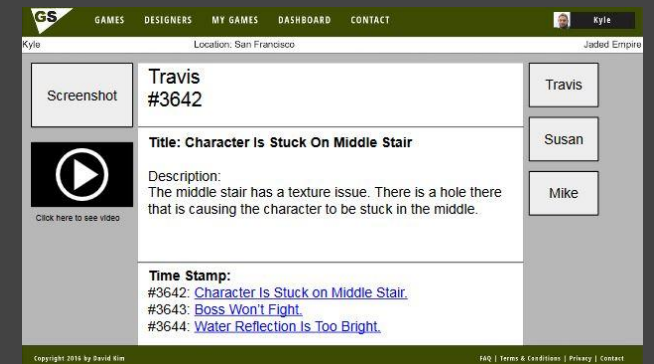 GS GAMES DESIGNERS MY GAMES DASHBOARD CONTACT Kyle
Kyle Location: San Francisco Jaded Empire
Screenshot
Click here to see video
Travis
#3642
Title: Character Is Stuck On Middle Stair
Description:
The middle stair has a texture issue. There is a hole there
that is causing the character to be stuck in the middle.
Time Stamp:
#3642: Character Is Stuck on Middle Stair.
#3643: Boss Won't Fight.
#3644: Water Reflection Is Too Bright.
Travis
Susan
Mike
Copyright 2016 by David Kim FAQ | Terms & Conditions | Privacy | Contact